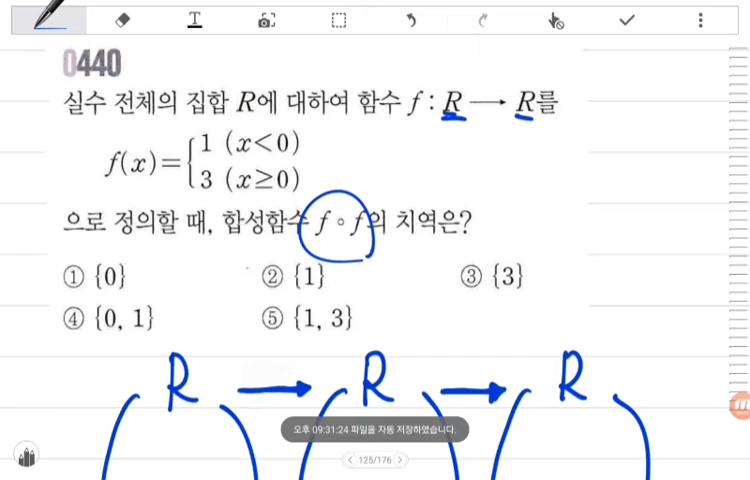 0440
실수 전체의 집합 R에 대하여 함수 f : R → R를
f(x)={1 (x<0)
3 (x≥0)
으로 정의할 때, 합성함수 f∘f의 치역은?
① {0} ② {1} ③ {3}
④ {0, 1} ⑤ {1, 3}
R → R → R
오후 09:31:24 파일을 자동 저장하였습니다.
< 125/176 >